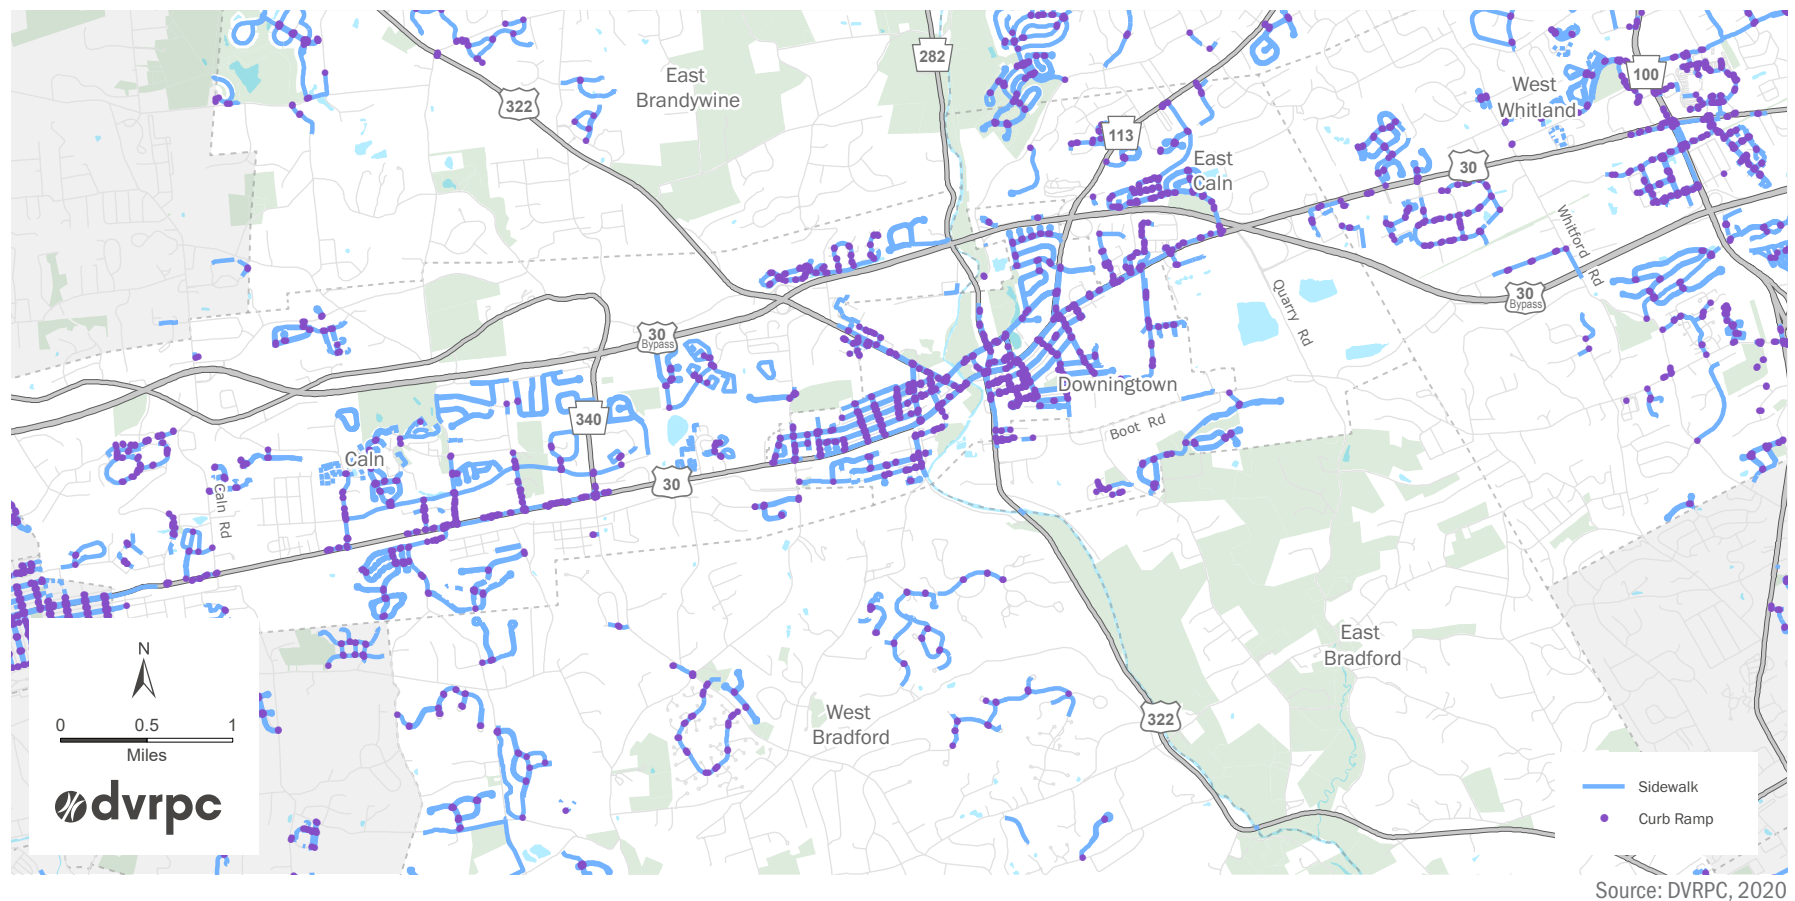 282
East
Brandywine
322
100
West
Whitland
113
30
East
Caln
Whitford Rd
30
Bypass
Quarry Rd
30
Bypass
Downingtown
340
Boot Rd
Caln
30
Caln Rd
East
Bradford
N
0 0.5 1
Miles
West
Bradford
322
dvrpc
Sidewalk
Curb Ramp
Source: DVRPC, 2020